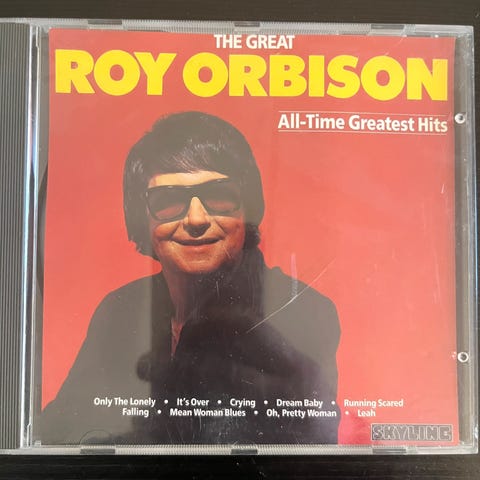 THE GREAT
ROY ORBISON
All-Time Greatest Hits
Only The Lonely • It's Over • Crying • Dream Baby • Running Scared
Falling • Mean Woman Blues • Oh, Pretty Woman • Leah
SKYLINE